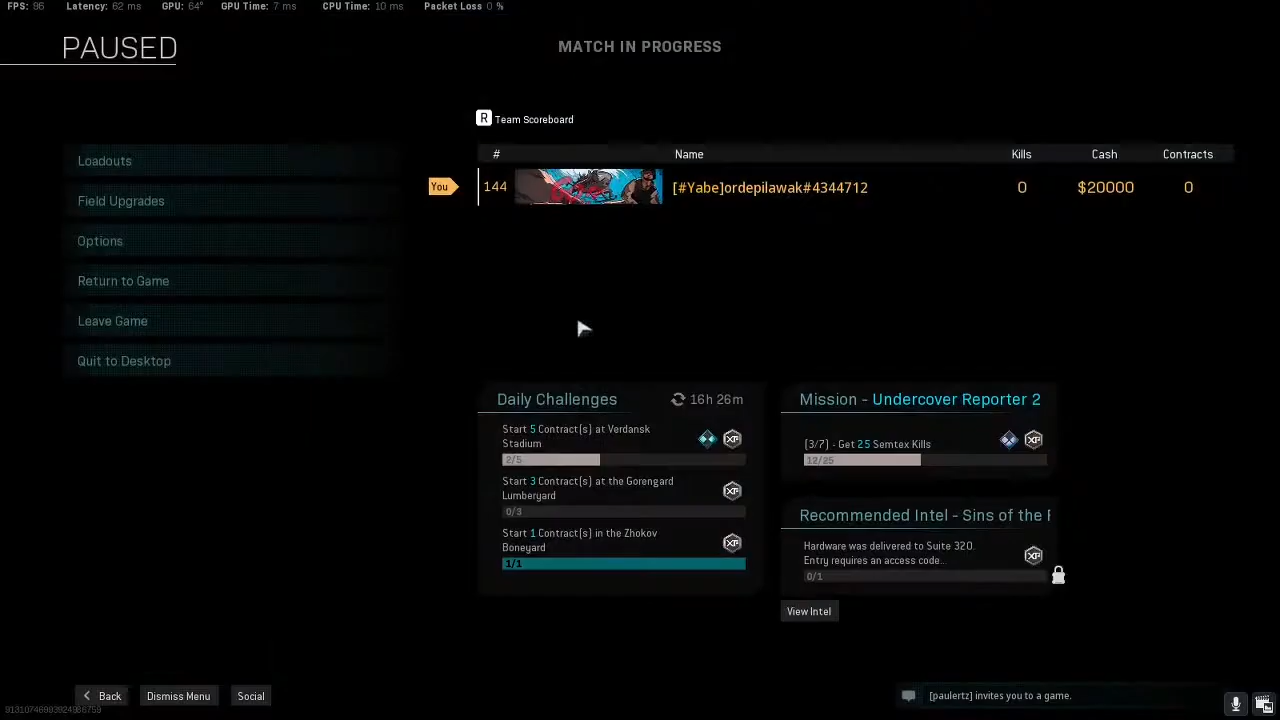 FPS: 96 Latency: 62 ms GPU: 64° GPU Time: 7 ms CPU Time: 10 ms Packet Loss 0 %
PAUSED
MATCH IN PROGRESS
R Team Scoreboard
# Name Kills Cash Contracts
You 144 [#Yabe]ordepilawak#4344712 0 $20000 0
Loadouts
Field Upgrades
Options
Return to Game
Leave Game
Quit to Desktop
Daily Challenges 16h 26m
Start 5 Contract(s) at Verdansk
Stadium
XP
2/5
Start 3 Contract(s) at the Gorengard
Lumberyard
XP
0/3
Start 1 Contract(s) in the Zhokov
Boneyard
XP
1/1
Mission - Undercover Reporter 2
(3/7) - Get 25 Semtex Kills
XP
12/25
Recommended Intel - Sins of the
Hardware was delivered to Suite 320.
Entry requires an access code...
XP
0/1
View Intel
Back Dismiss Menu Social
[paulertz] invites you to a game.